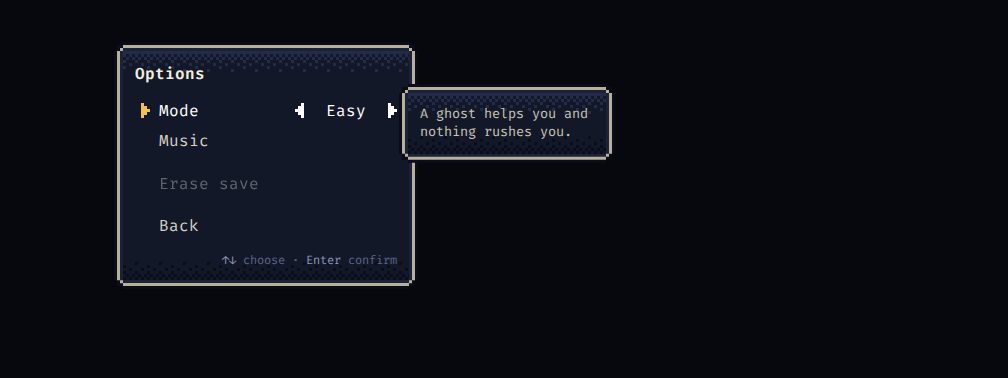 Options
Mode Easy
A ghost helps you and
nothing rushes you.
Music
Erase save
Back
↑↓ choose · Enter confirm